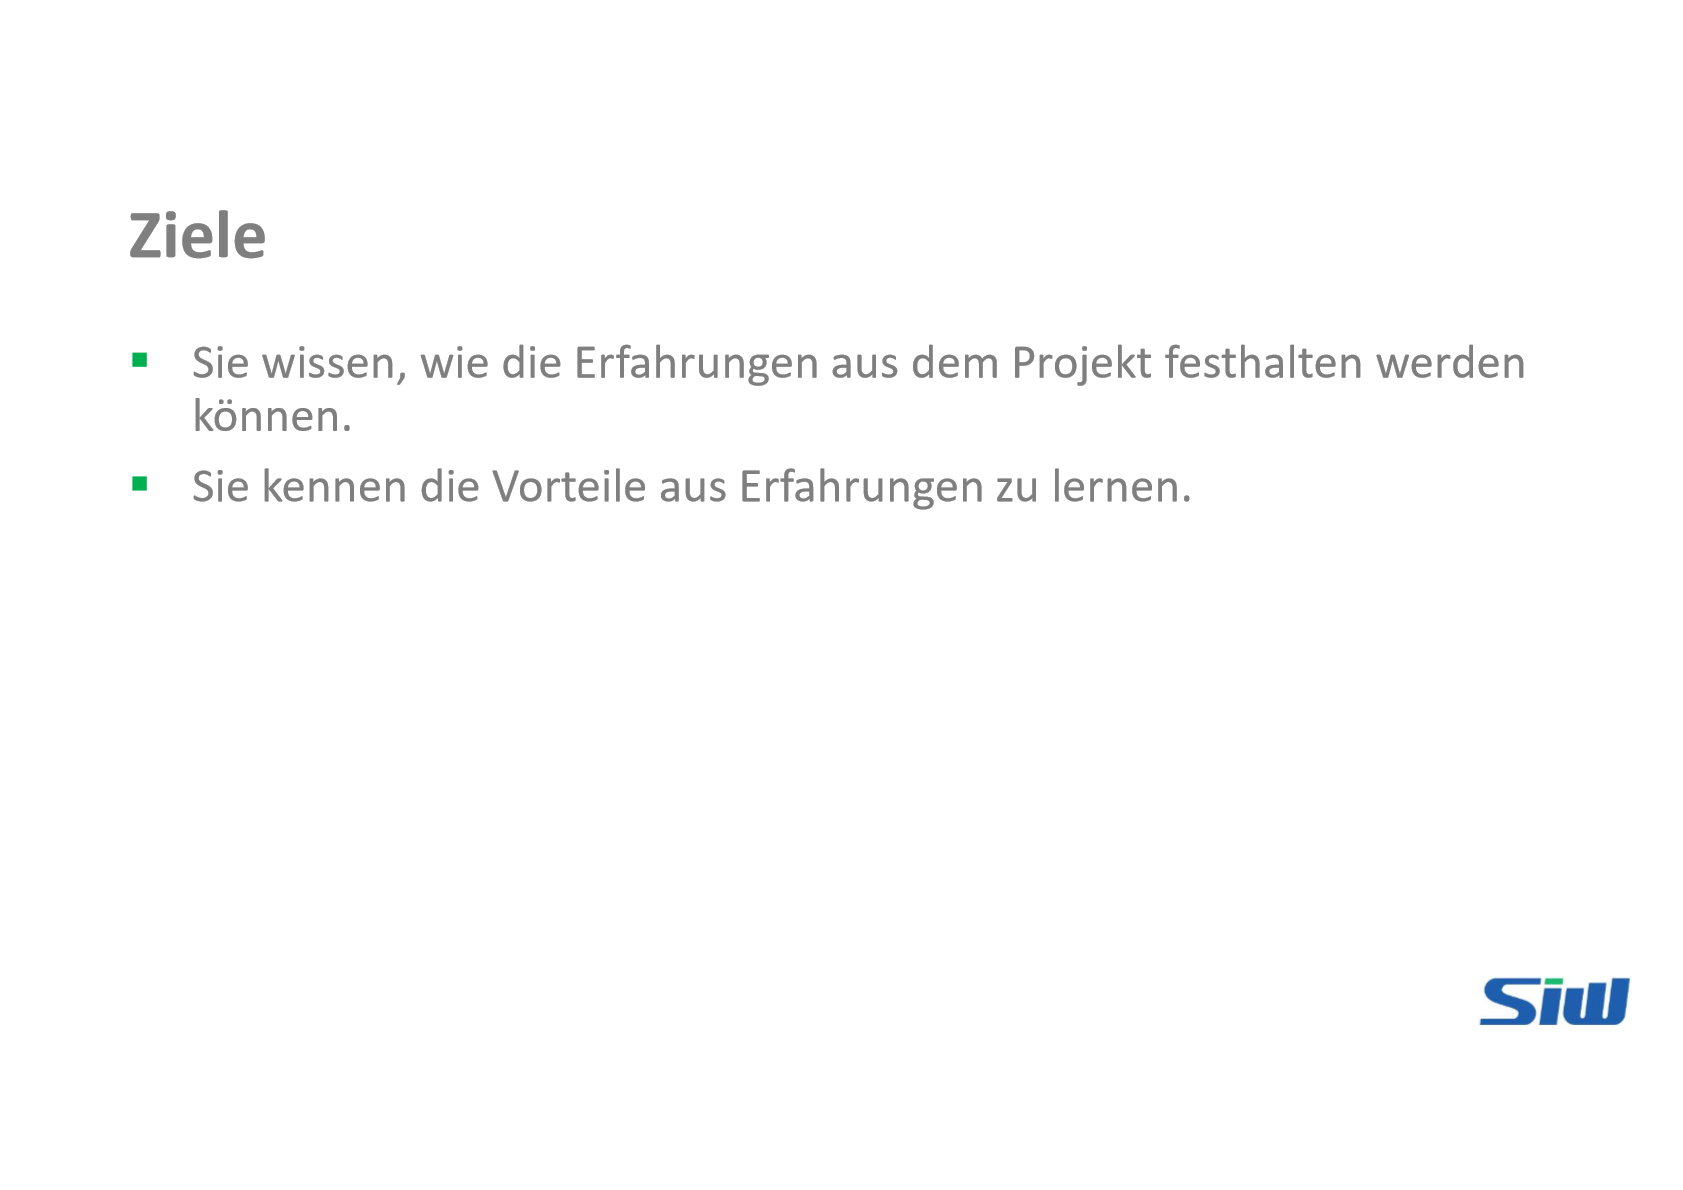 Ziele
Sie wissen, wie die Erfahrungen aus dem Projekt festhalten werden
können.
Sie kennen die Vorteile aus Erfahrungen zu lernen.
Siw